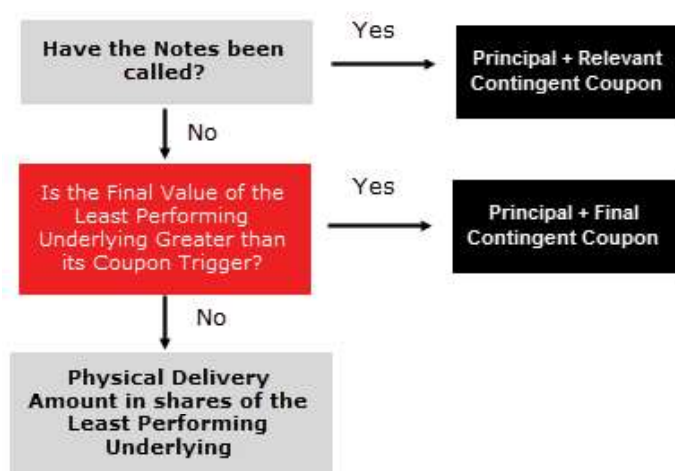 Have the Notes been
called?
Yes
Principal + Relevant
Contingent Coupon
No
Is the Final Value of the
Least Performing
Underlying Greater than
its Coupon Trigger?
Yes
Principal + Final
Contingent Coupon
No
Physical Delivery
Amount in shares of the
Least Performing
Underlying